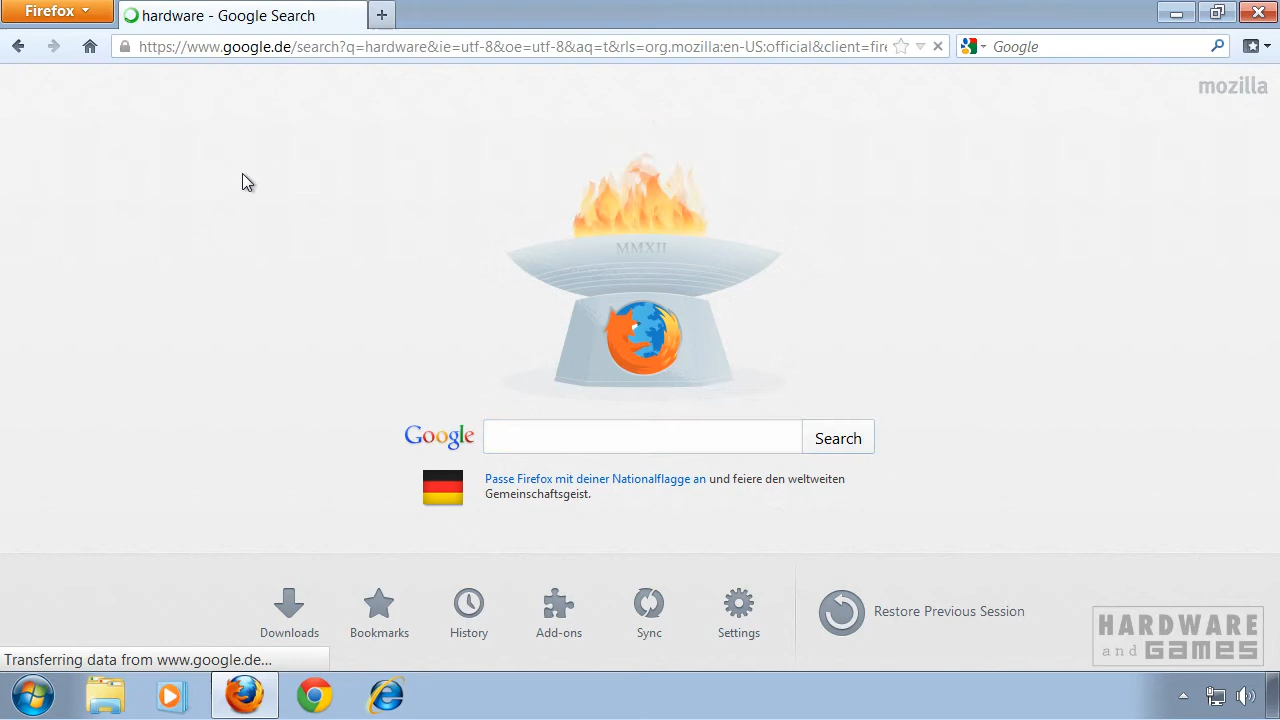 Firefox
hardware - Google Search
https://www.google.de/search?q=hardware&ie=utf-8&oe=utf-8&aq=t&rls=org.mozilla:en-US:official&client=fire
Google
mozilla
MMXII
Google
Search
Passe Firefox mit deiner Nationalflagge an und feiere den weltweiten
Gemeinschaftsgeist.
Downloads
Bookmarks
History
Add-ons
Sync
Settings
Restore Previous Session
HARDWARE
and GAMES
Transferring data from www.google.de...